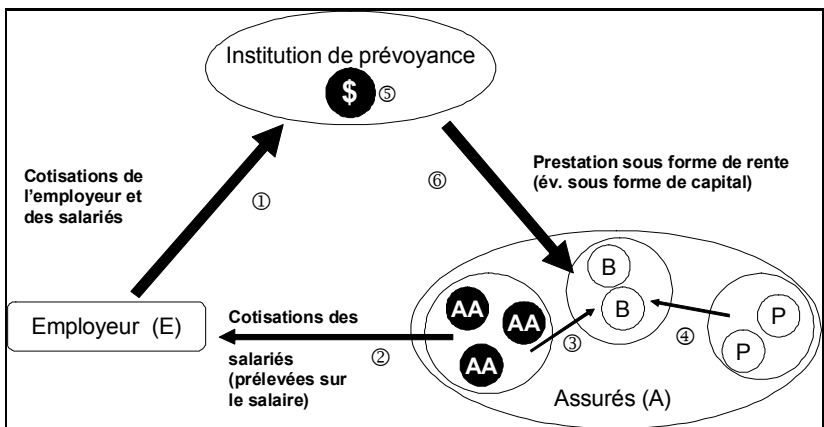 Institution de prévoyance
$ ⑤
Cotisations de
l'employeur et
des salariés
①
⑥
Prestation sous forme de rente
(év. sous forme de capital)
Employeur (E)
Cotisations des
salariés
(prélevées sur
le salaire)
②
AA
AA
AA
③
B
B
④
P
P
Assurés (A)